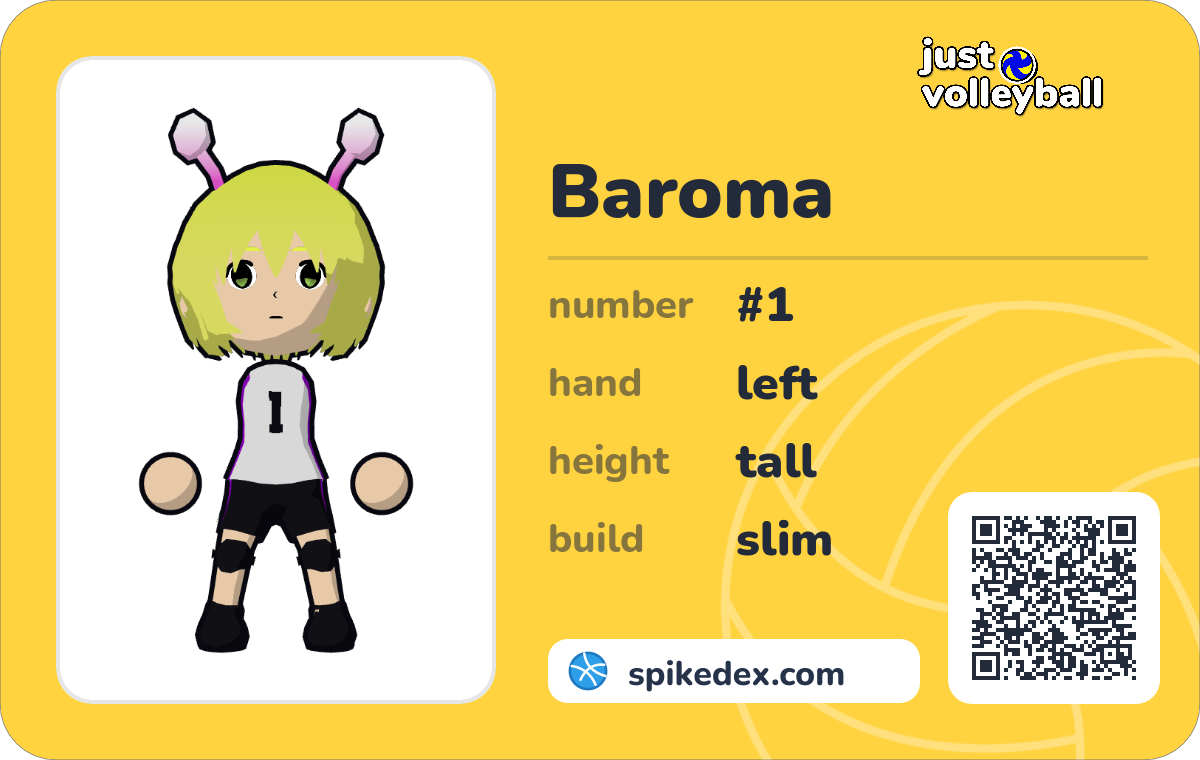 just
volleyball
Baroma
number #1
hand left
height tall
build slim
1
spikedex.com